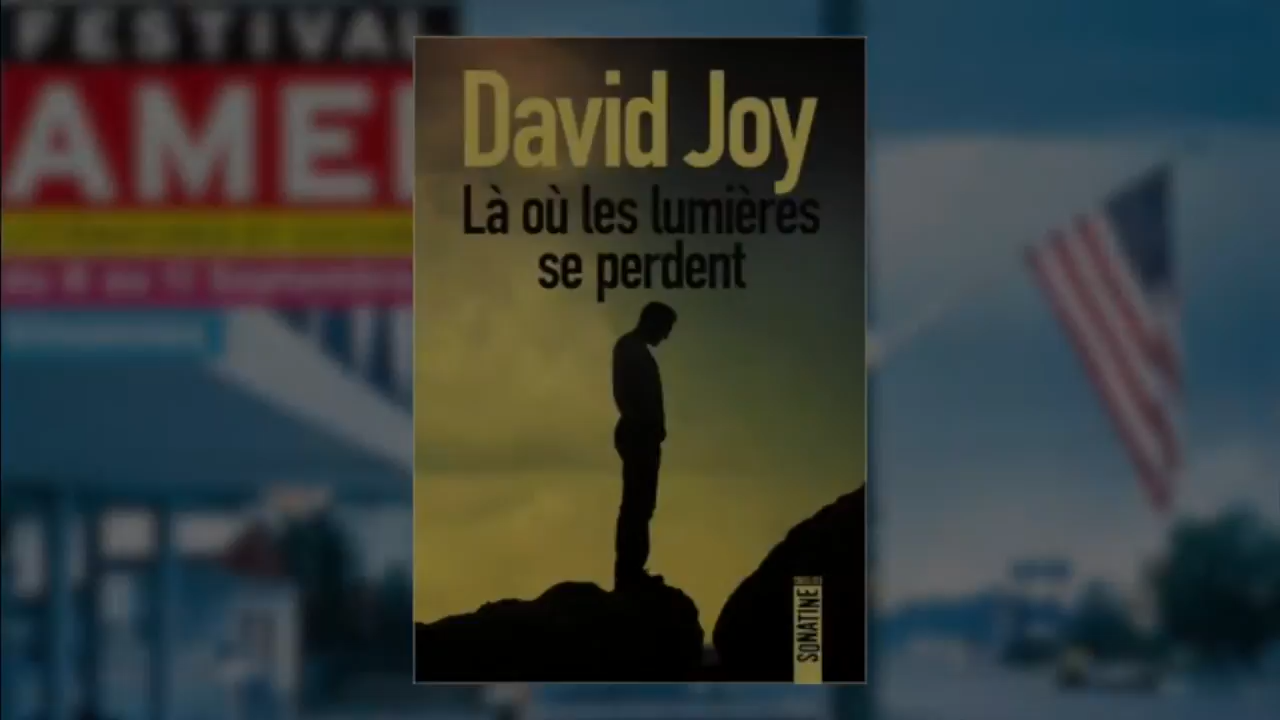 FESTIVAL
AME
David Joy
Là où les lumières
se perdent
SONATINE